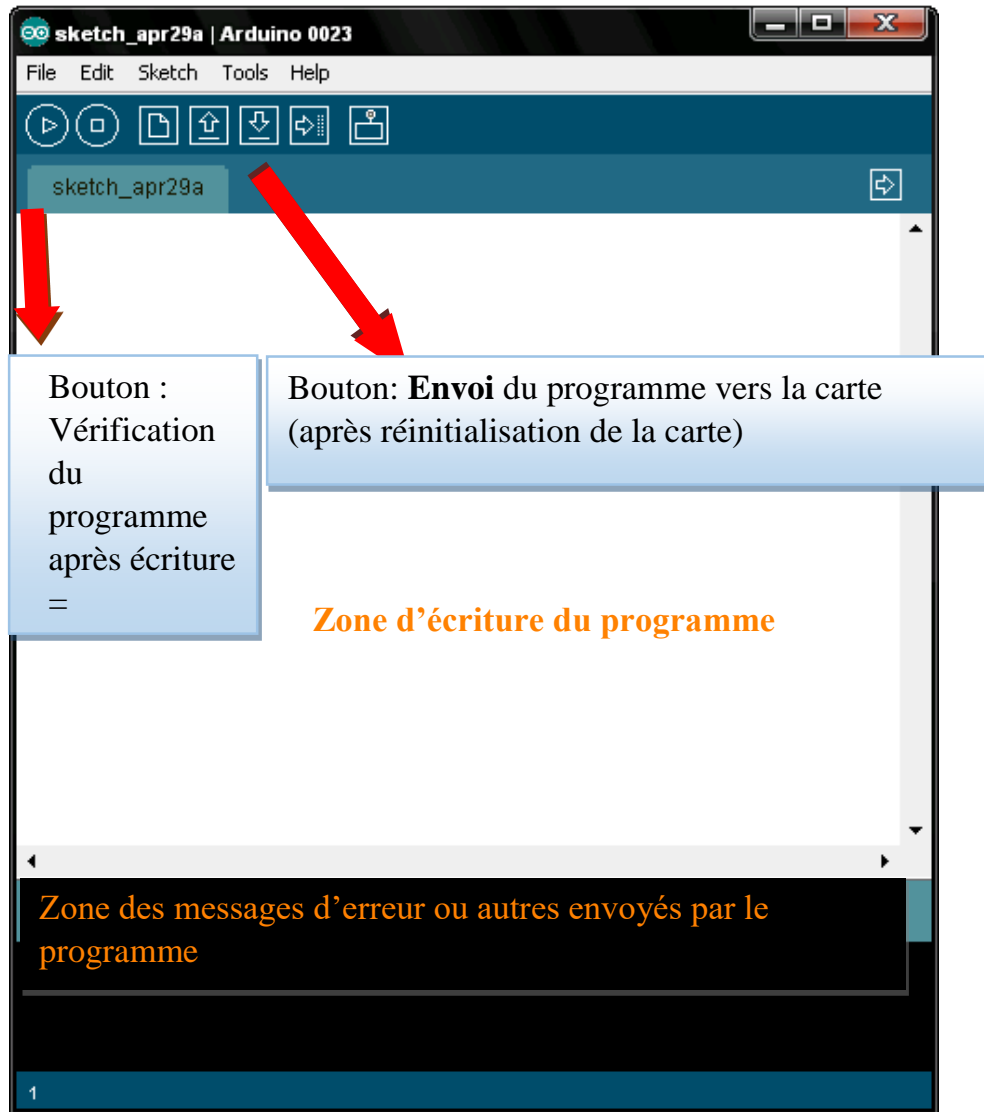 sketch_apr29a | Arduino 0023
File Edit Sketch Tools Help
sketch_apr29a
Bouton :
Vérification
du
programme
après écriture
=
Bouton: Envoi du programme vers la carte
(après réinitialisation de la carte)
Zone d’écriture du programme
Zone des messages d’erreur ou autres envoyés par le
programme
1